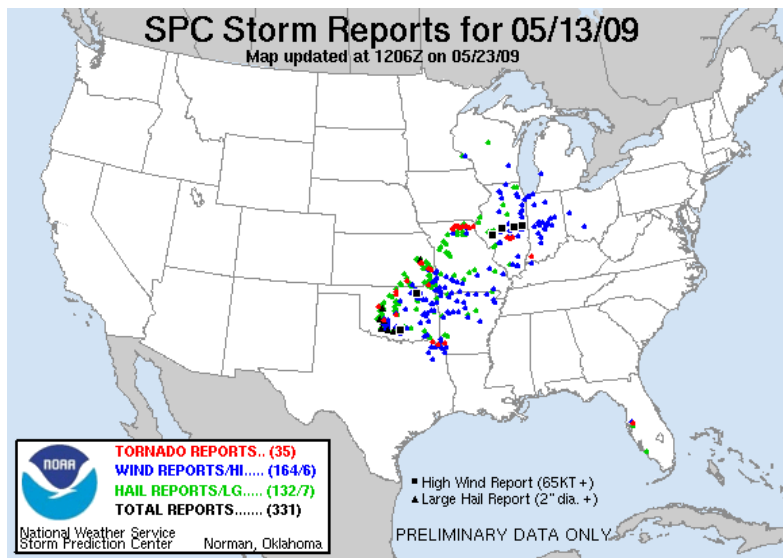 SPC Storm Reports for 05/13/09
Map updated at 1206Z on 05/23/09
TORNADO REPORTS.. (35)
WIND REPORTS/HI..... (164/6)
HAIL REPORTS/LG..... (132/7)
TOTAL REPORTS....... (331)
NOAA
National Weather Service
Storm Prediction Center Norman, Oklahoma
■ High Wind Report (65KT +)
▲ Large Hail Report (2" dia. +)
PRELIMINARY DATA ONLY